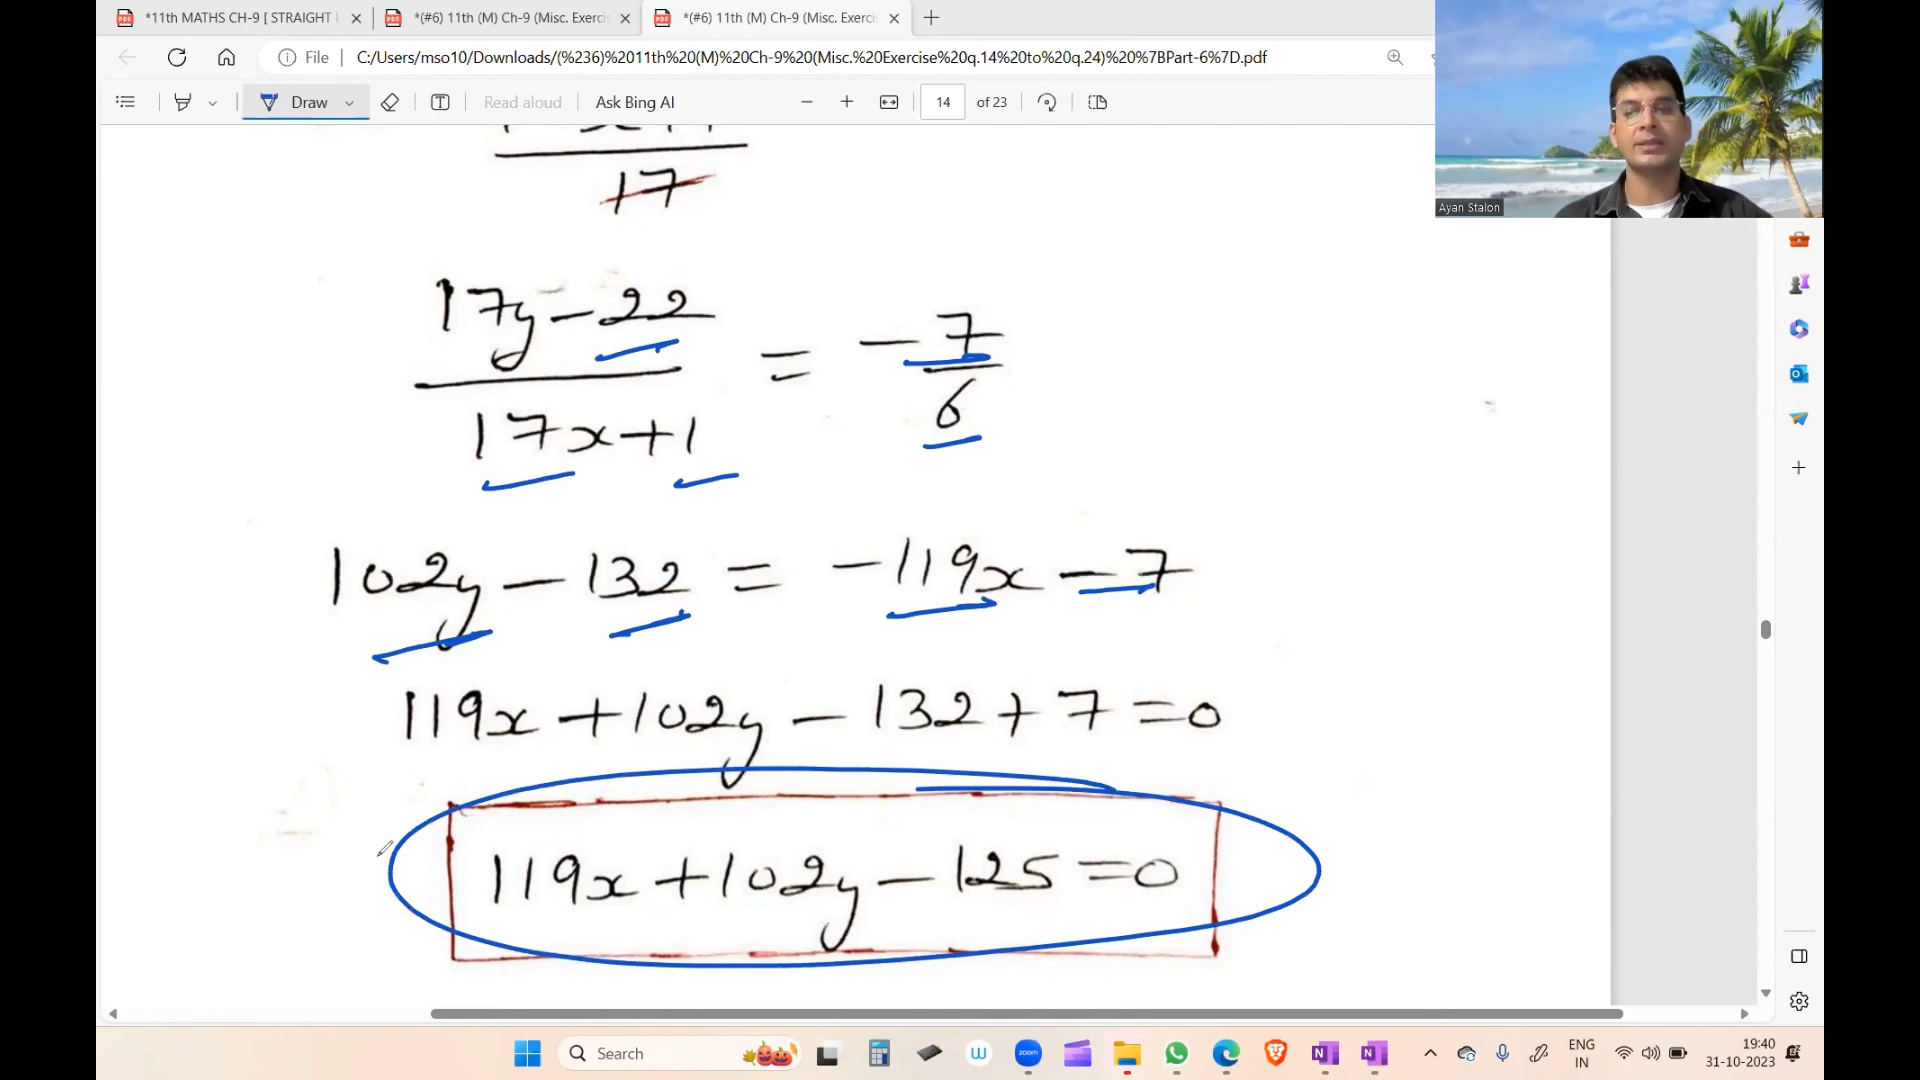 *11th MATHS CH-9 [ STRAIGHT
*(#6) 11th (M) Ch-9 (Misc. Exerci
*(#6) 11th (M) Ch-9 (Misc. Exerci
File C:/Users/mso10/Downloads/(%236)%2011th%20(M)%20Ch-9%20(Misc.%20Exercise%20q.14%20to%20q.24)%20%7BPart-6%7D.pdf
Draw Read aloud Ask Bing AI 14 of 23
Ayan Stalon
17
17y-22
= -7
17x+1
6
102y - 132 = -119x - 7
119x + 102y - 132 + 7 = 0
119x + 102y - 125 = 0
Search
zoom
ENG
IN
19:40
31-10-2023